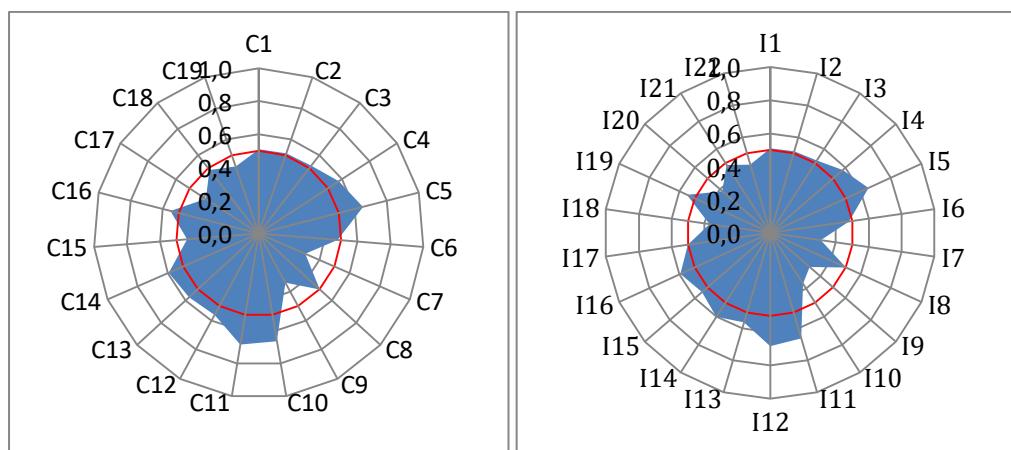 C1
C2
C3
C4
C5
C6
C7
C8
C9
C10
C11
C12
C13
C14
C15
C16
C17
C18
C19
1,0
0,8
0,6
0,4
0,2
0,0
I1
I2
I3
I4
I5
I6
I7
I8
I9
I10
I11
I12
I13
I14
I15
I16
I17
I18
I19
I20
I21
I22
1,0
0,8
0,6
0,4
0,2
0,0